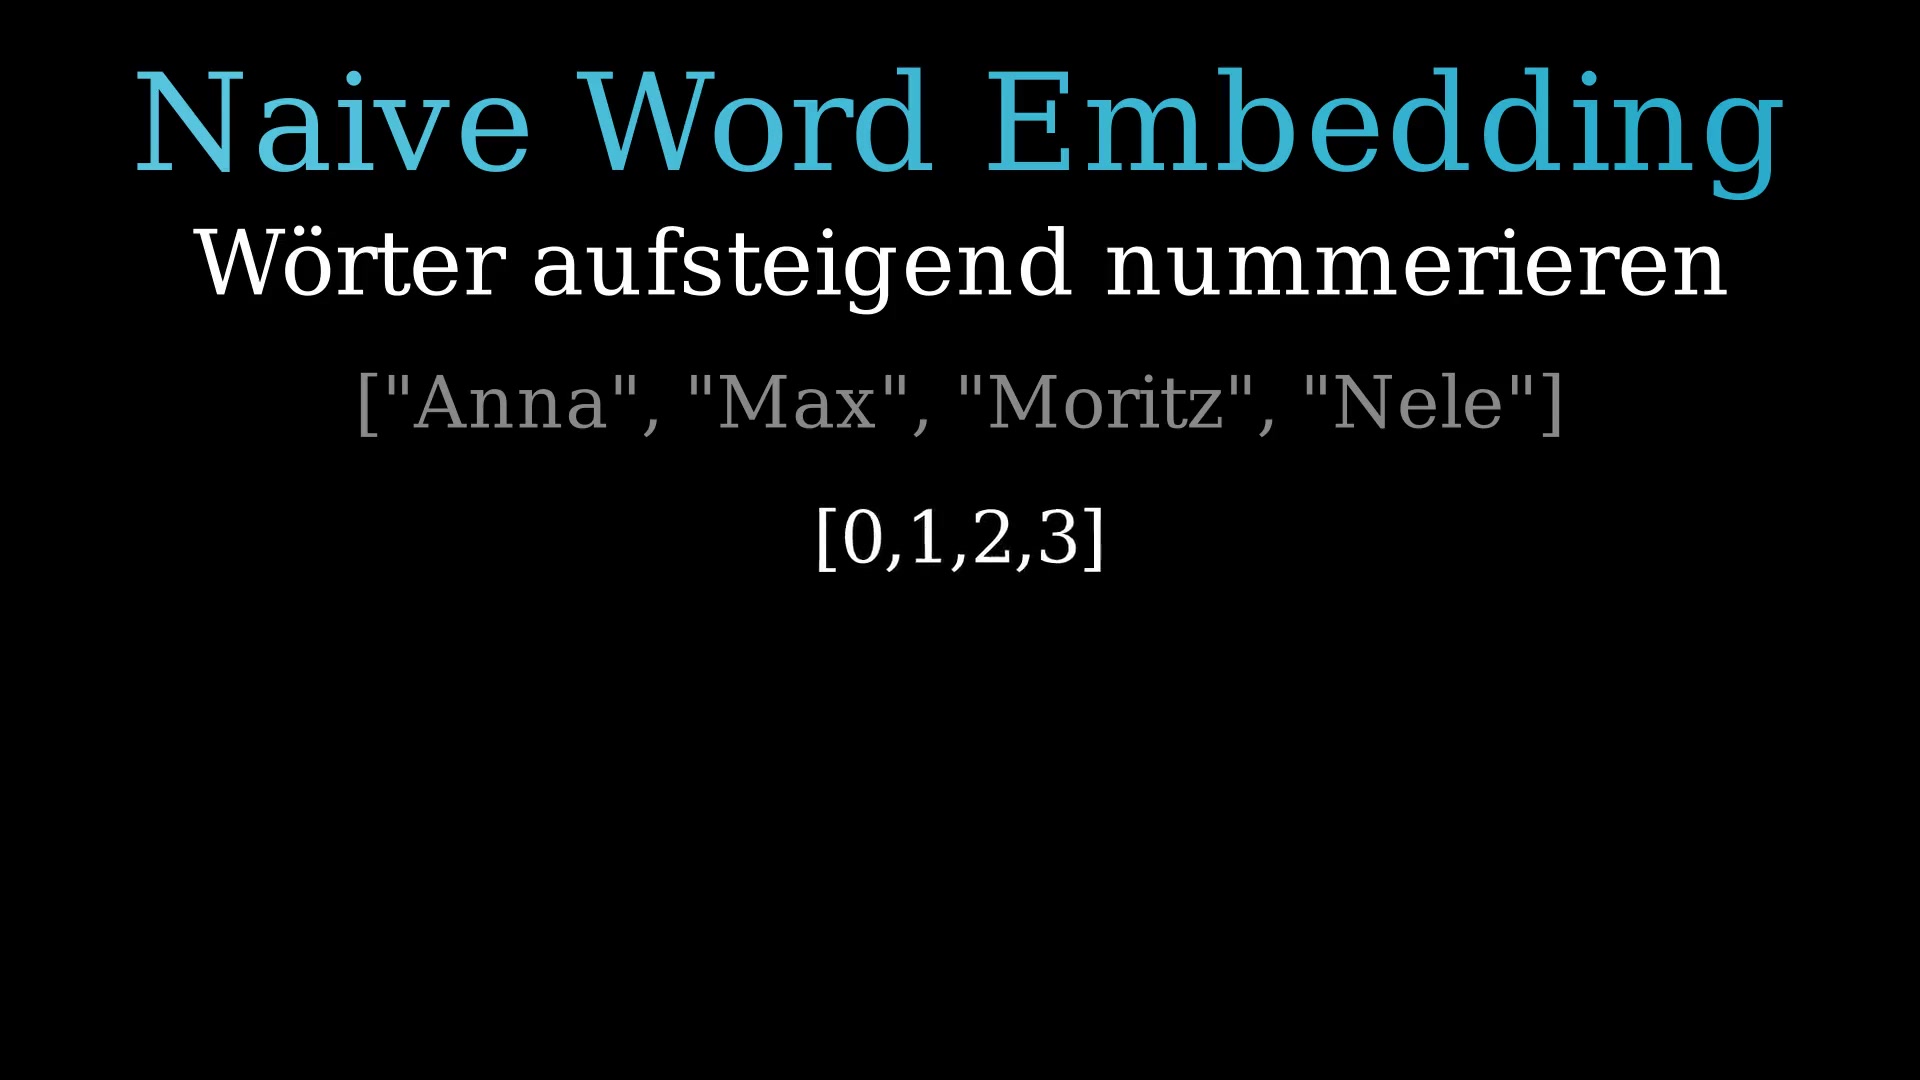 Naive Word Embedding
Wörter aufsteigend nummerieren
["Anna", "Max", "Moritz", "Nele"]
[0,1,2,3]